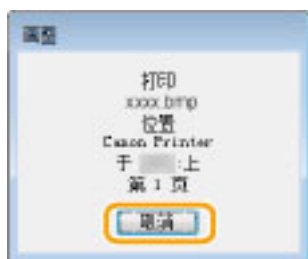 画图
打印
xxxx.bmp
位置
Canon Printer
于 :上
第 1 页
取消